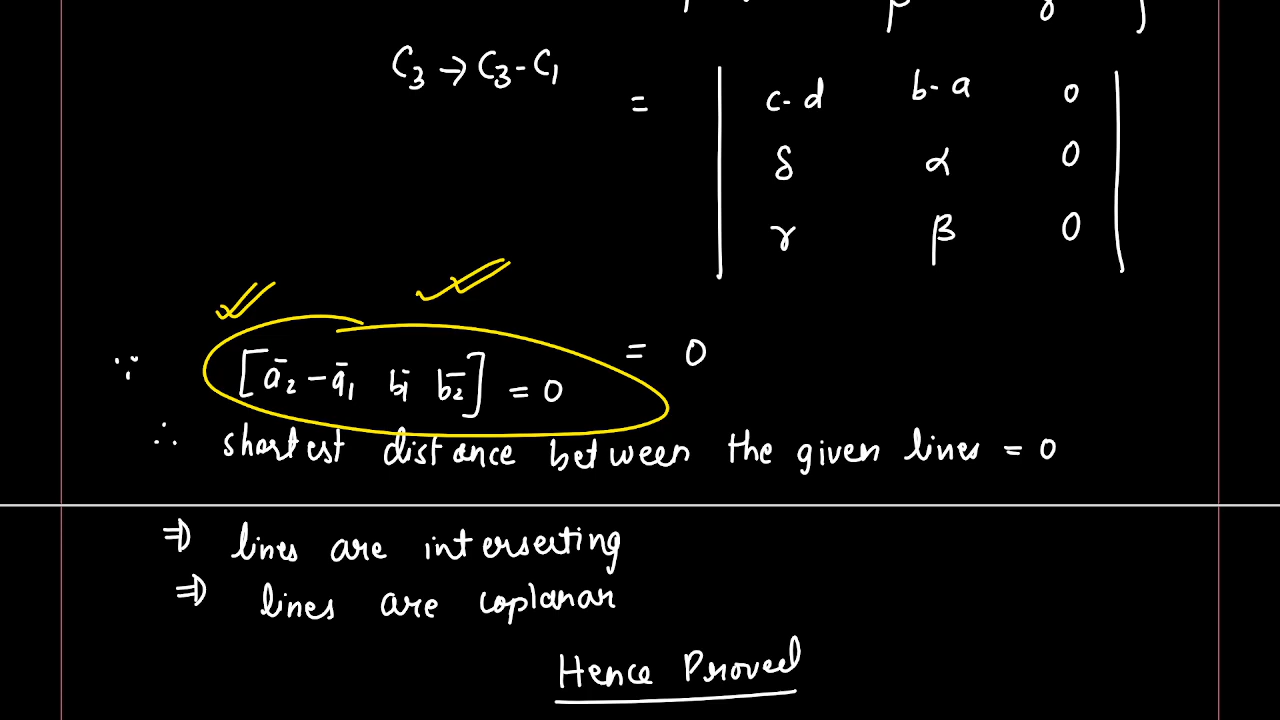 β γ
C₃ → C₃ - C₁
= | c-d b-a 0 |
| δ α 0 |
| γ β 0 |
= 0
∵ [ā₂ - ā₁ b̄₁ b̄₂] = 0
∴ shortest distance between the given lines = 0
⇒ lines are interseting
⇒ lines are coplanar
Hence Proved